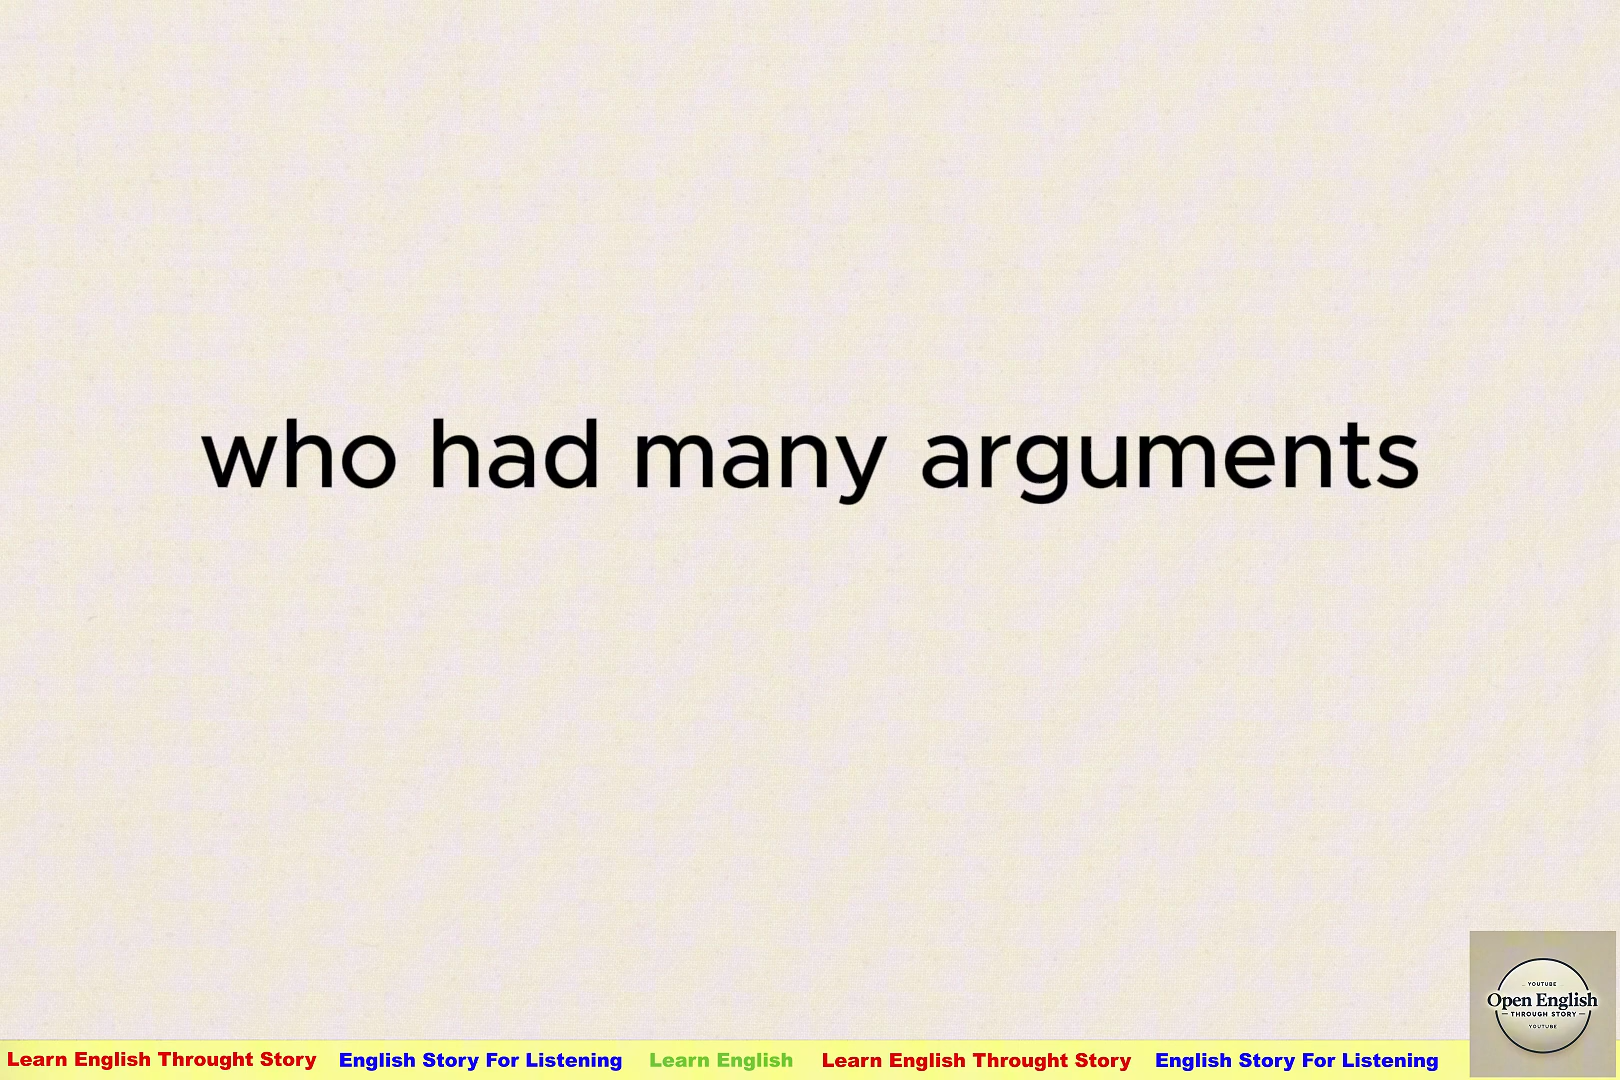 who had many arguments
YOUTUBE
Open English
THROUGH STORY
YOUTUBE
Learn English Throught Story English Story For Listening Learn English Learn English Throught Story English Story For Listening